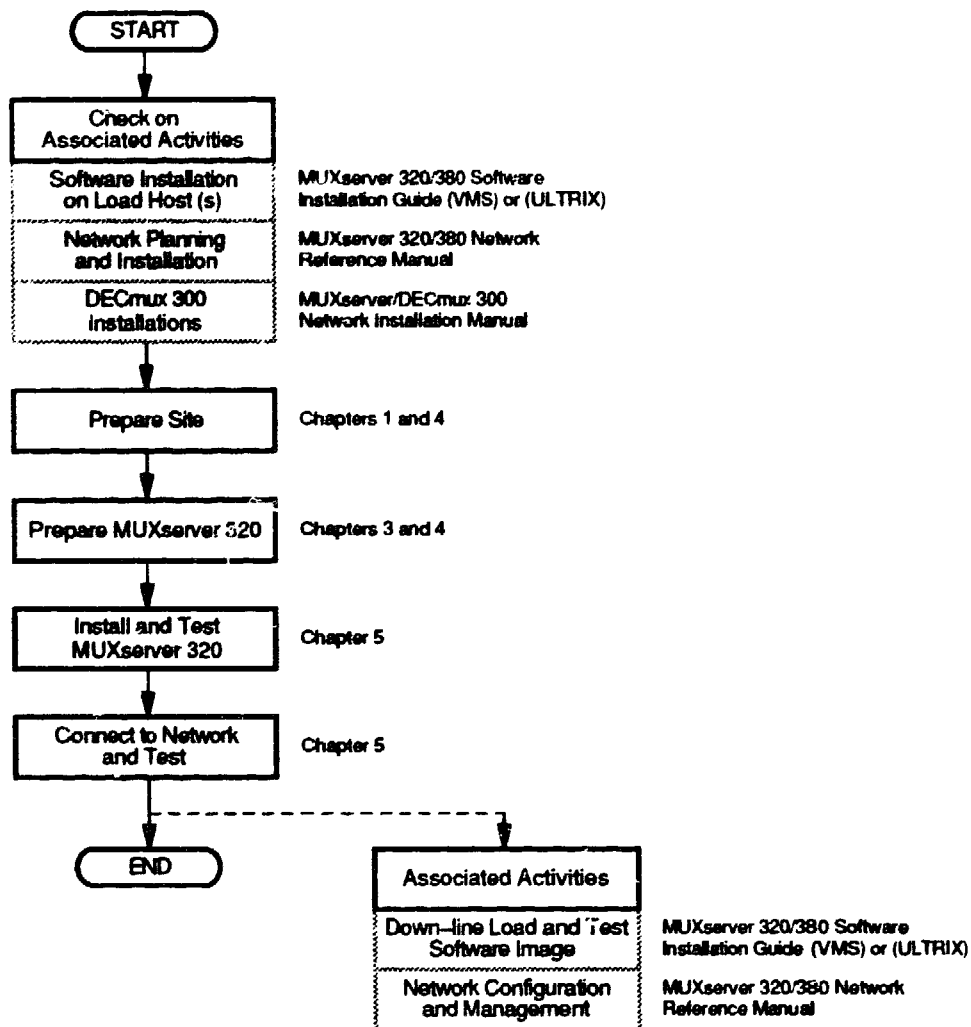 START
Check on
Associated Activities
Software Installation
on Load Host (s)
MUXserver 320/380 Software
Installation Guide (VMS) or (ULTRIX)
Network Planning
and Installation
MUXserver 320/380 Network
Reference Manual
DECmux 300
Installations
MUXserver/DECmux 300
Network Installation Manual
Prepare Site
Chapters 1 and 4
Prepare MUXserver 320
Chapters 3 and 4
Install and Test
MUXserver 320
Chapter 5
Connect to Network
and Test
Chapter 5
END
Associated Activities
Down–line Load and Test
Software Image
MUXserver 320/380 Software
Installation Guide (VMS) or (ULTRIX)
Network Configuration
and Management
MUXserver 320/380 Network
Reference Manual